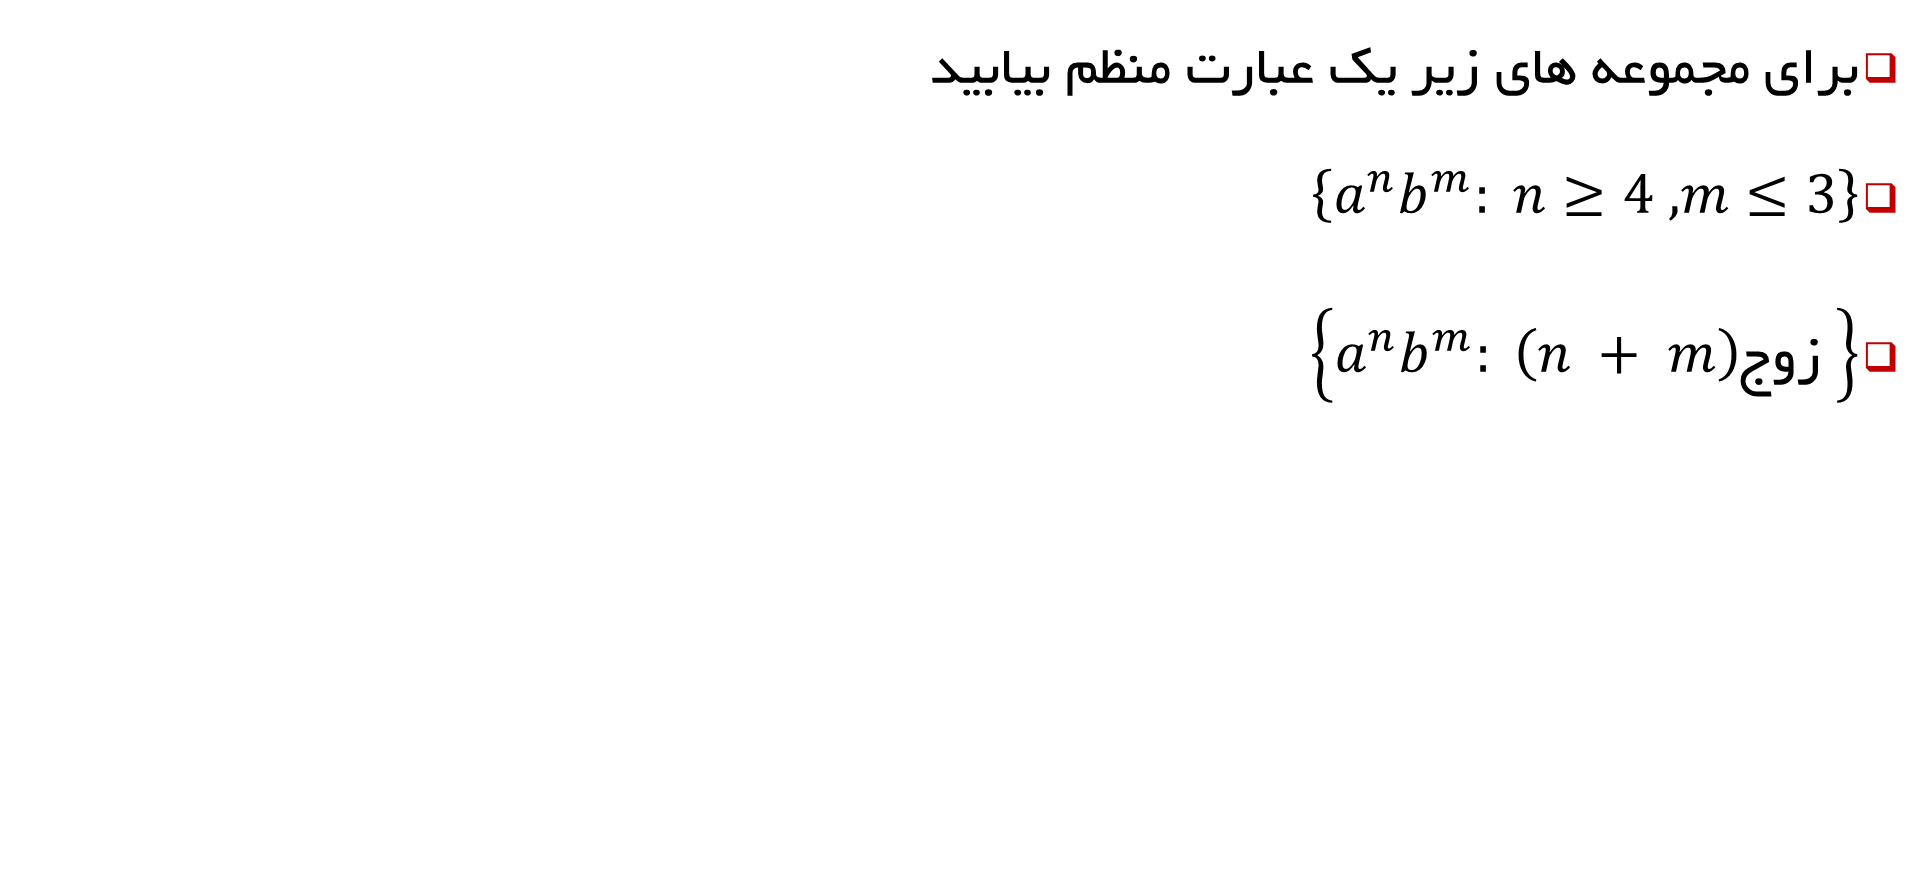 ❑برای مجموعه های زیر یک عبارت منظم بیابید
❑{aⁿbᵐ: n ≥ 4 ,m ≤ 3}
❑{aⁿbᵐ: (n + m)زوج }